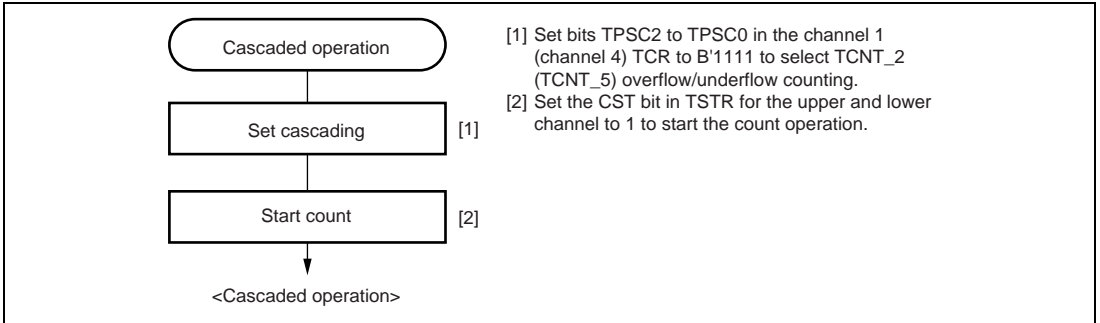 Cascaded operation
Set cascading
[1]
Start count
[2]
<Cascaded operation>
[1] Set bits TPSC2 to TPSC0 in the channel 1
(channel 4) TCR to B'1111 to select TCNT_2
(TCNT_5) overflow/underflow counting.
[2] Set the CST bit in TSTR for the upper and lower
channel to 1 to start the count operation.